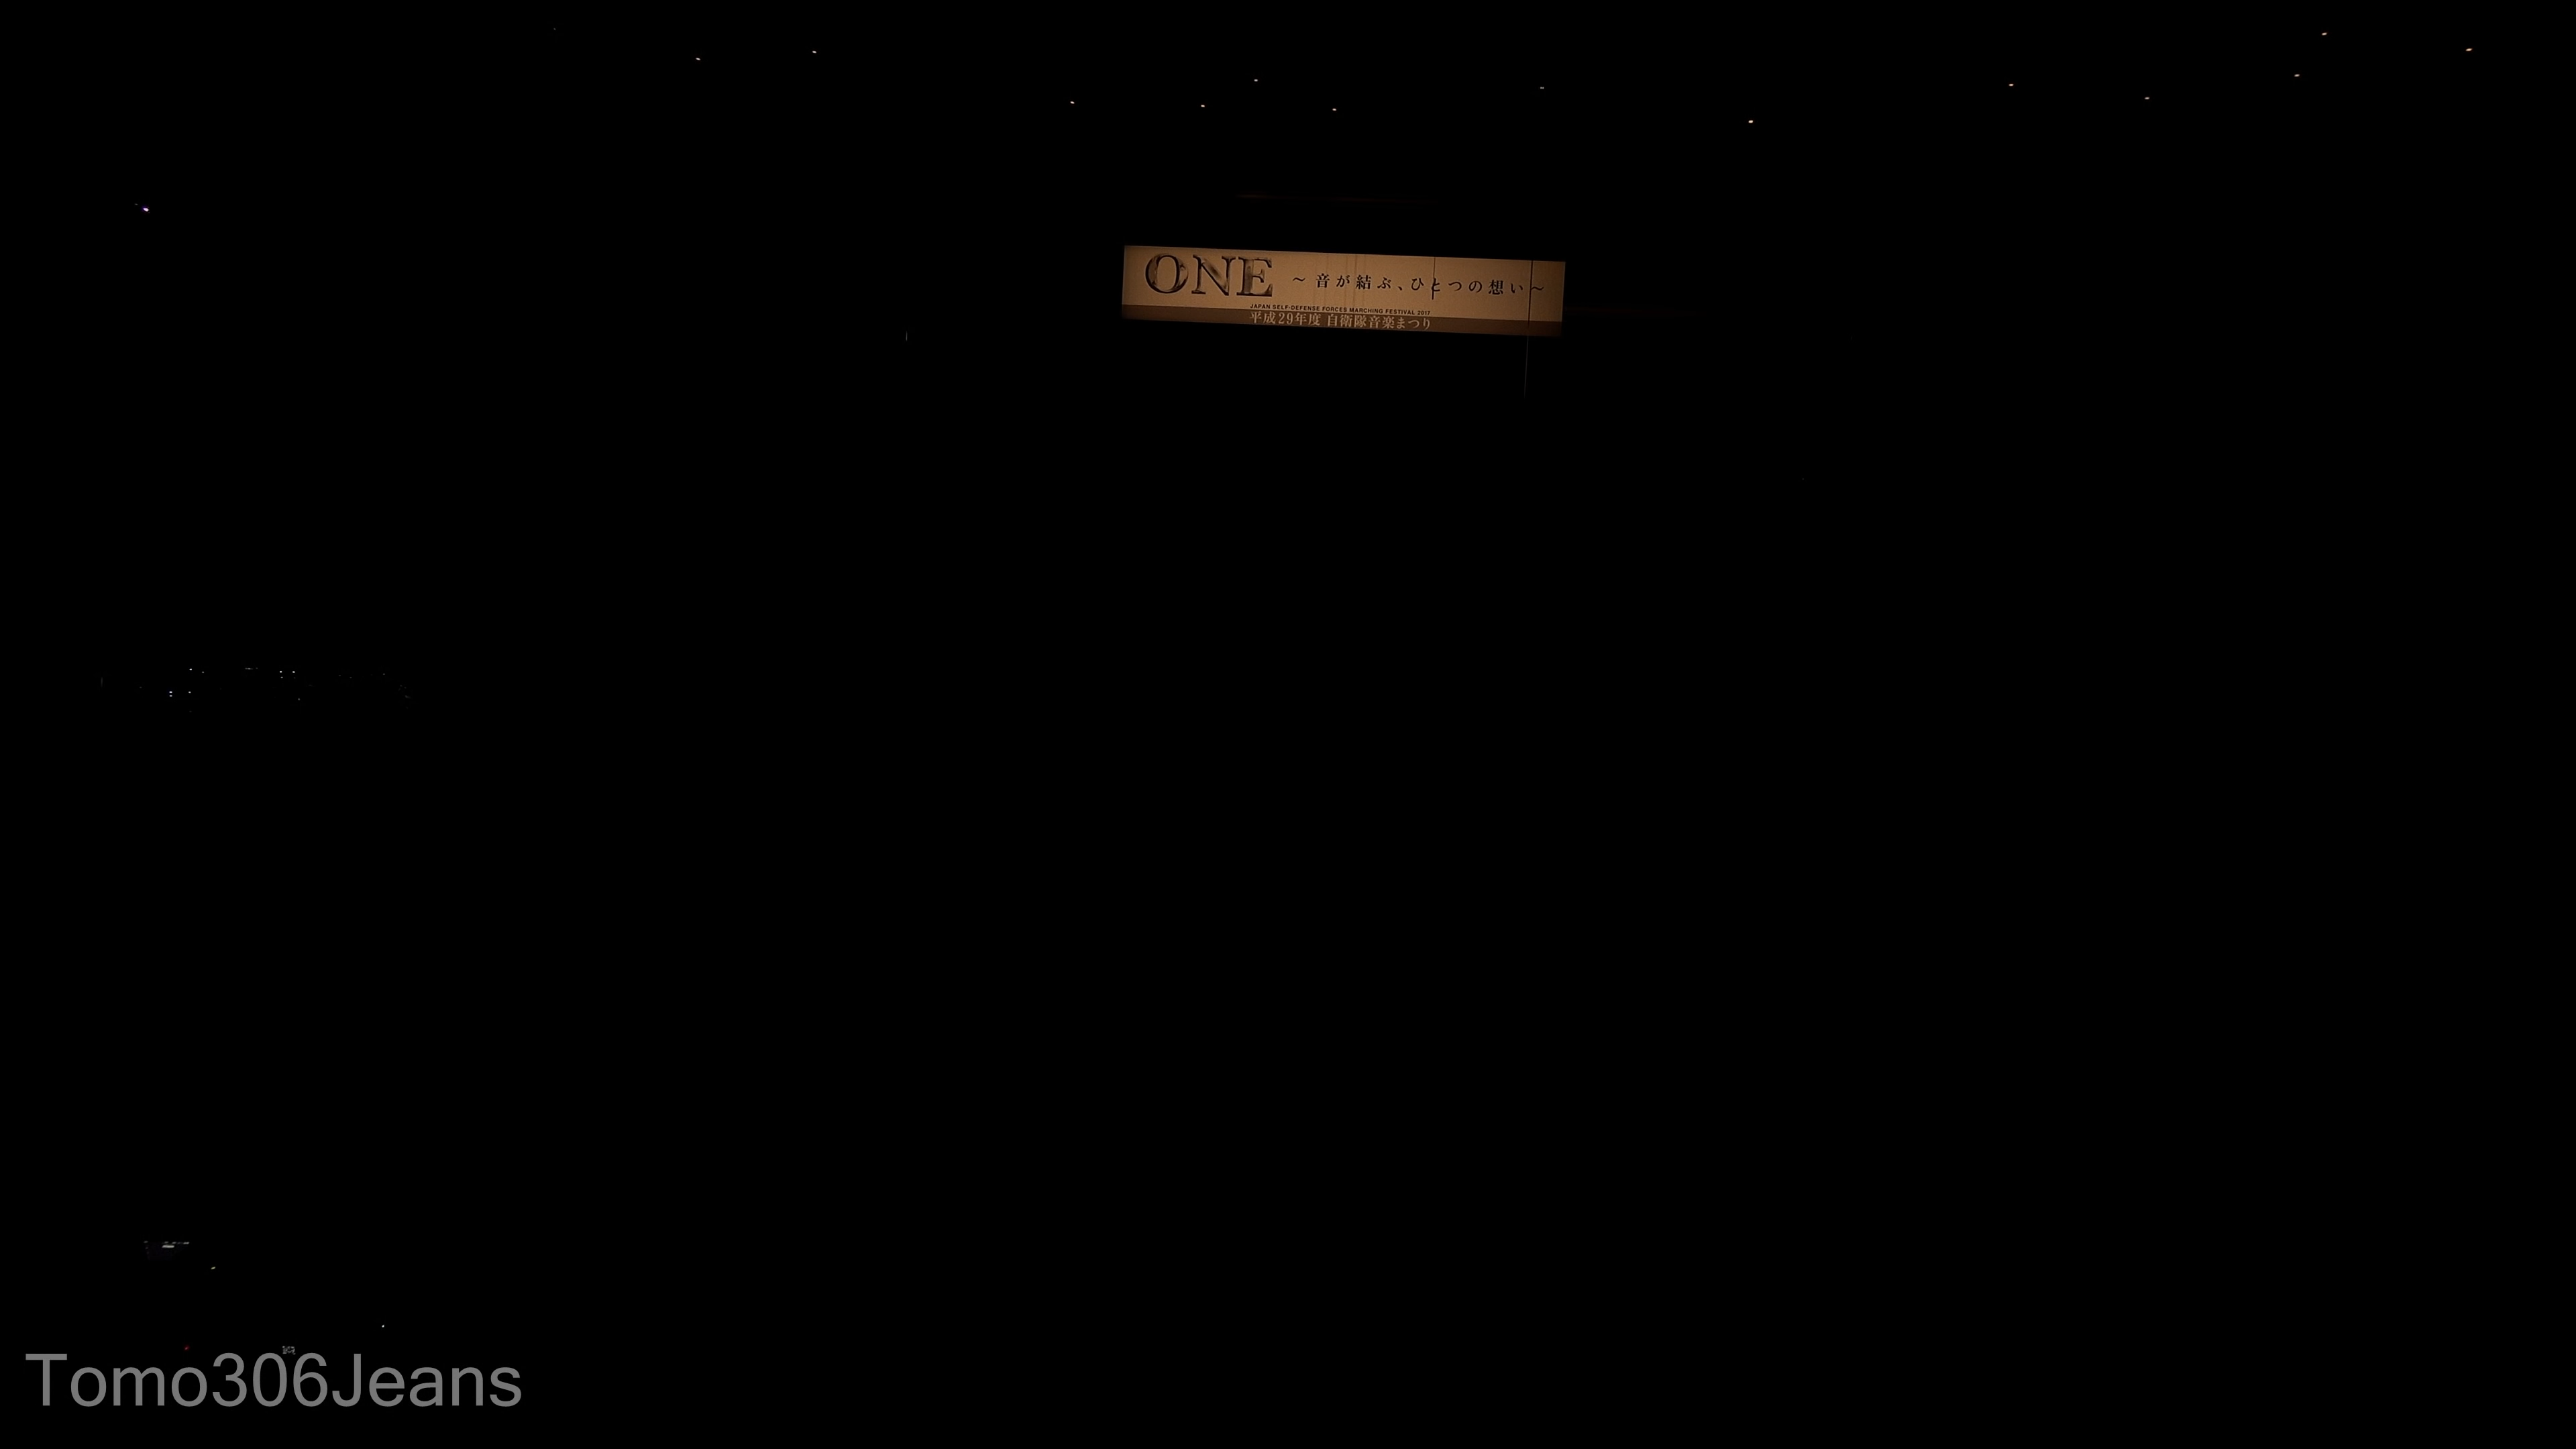 ONE ～音が結ぶ、ひとつの想い～
JAPAN SELF-DEFENSE FORCES MARCHING FESTIVAL 2017
平成29年度 自衛隊音楽まつり
Tomo306Jeans